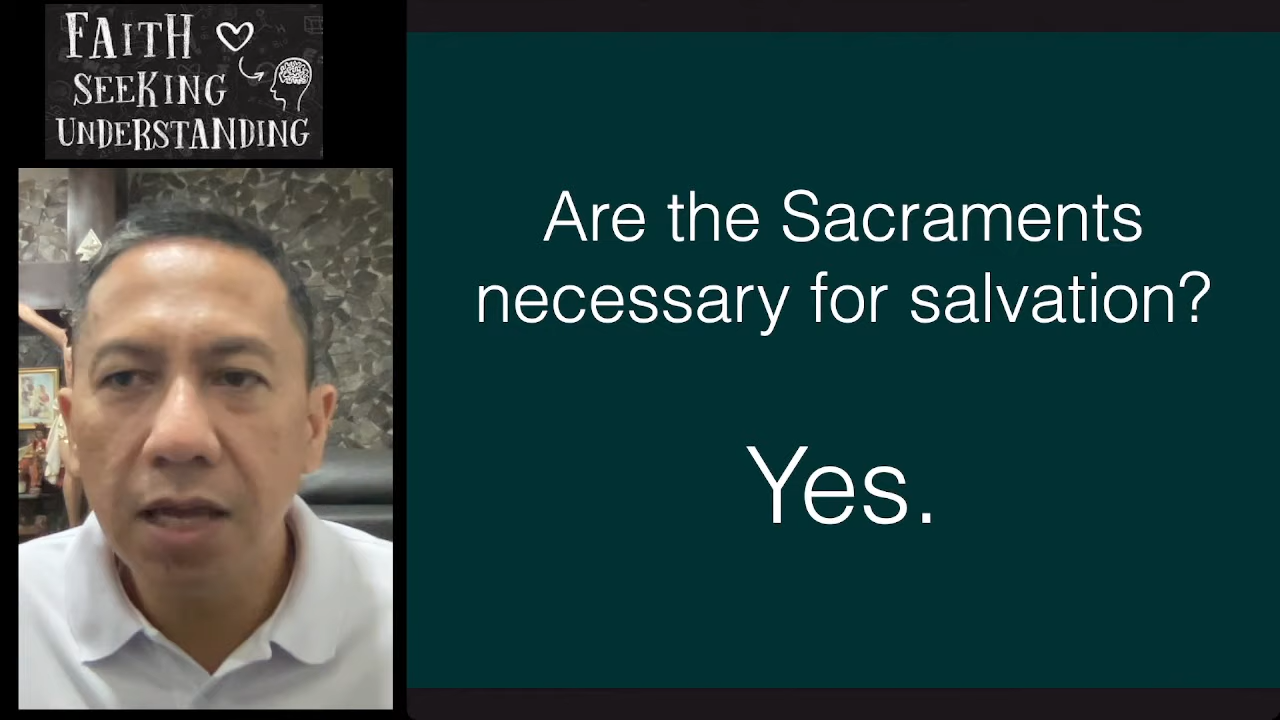 FAITH
SEEKING
UNDERSTANDING
Are the Sacraments
necessary for salvation?
Yes.